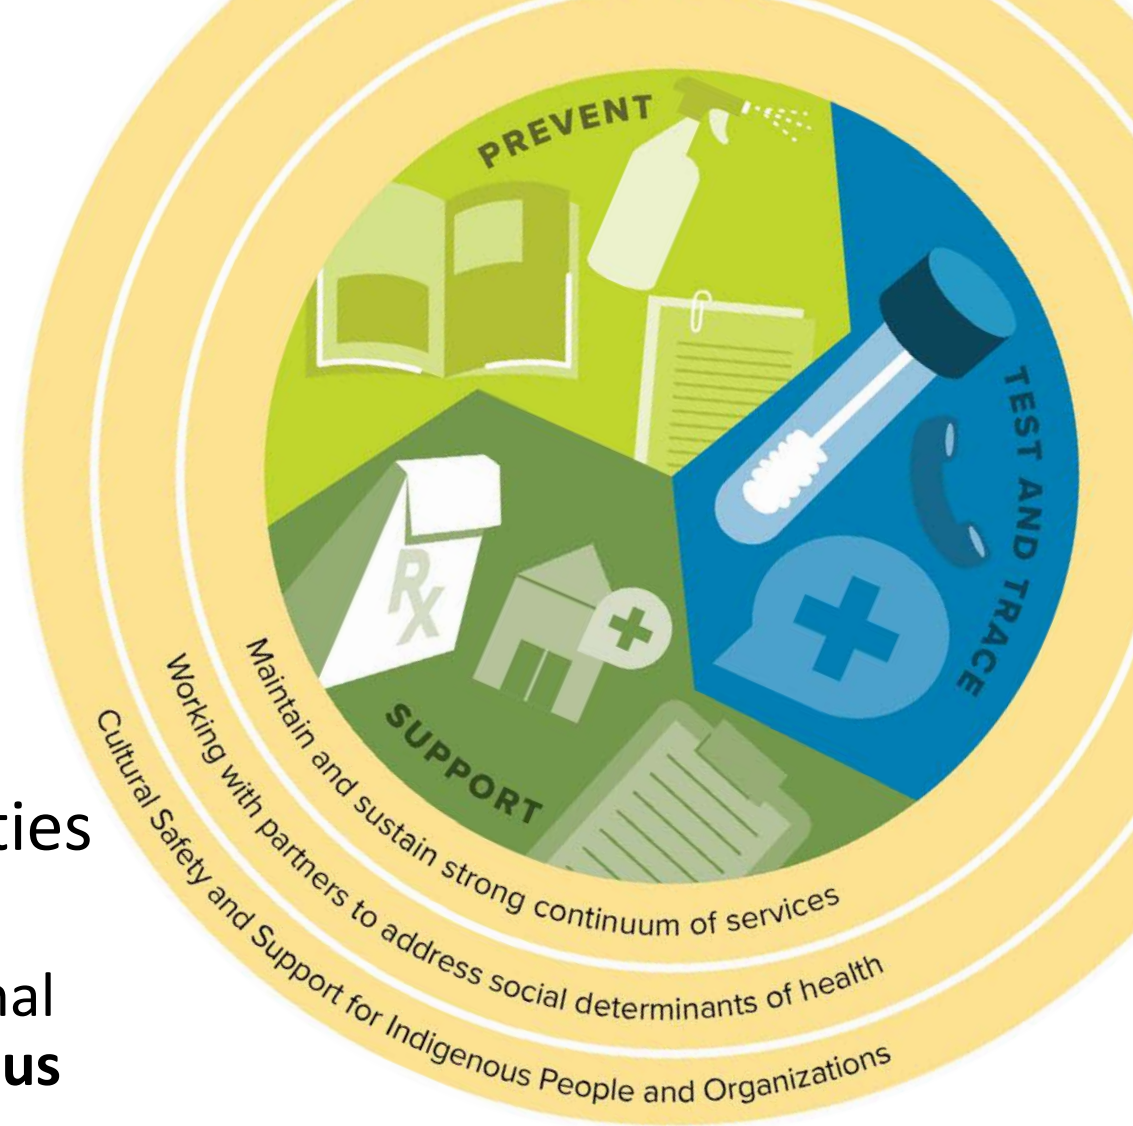 PREVENT
TEST AND TRACE
RX
SUPPORT
Maintain and sustain strong continuum of services
Working with partners to address social determinants of health
Cultural Safety and Support for Indigenous People and Organizations
ties
nal
us